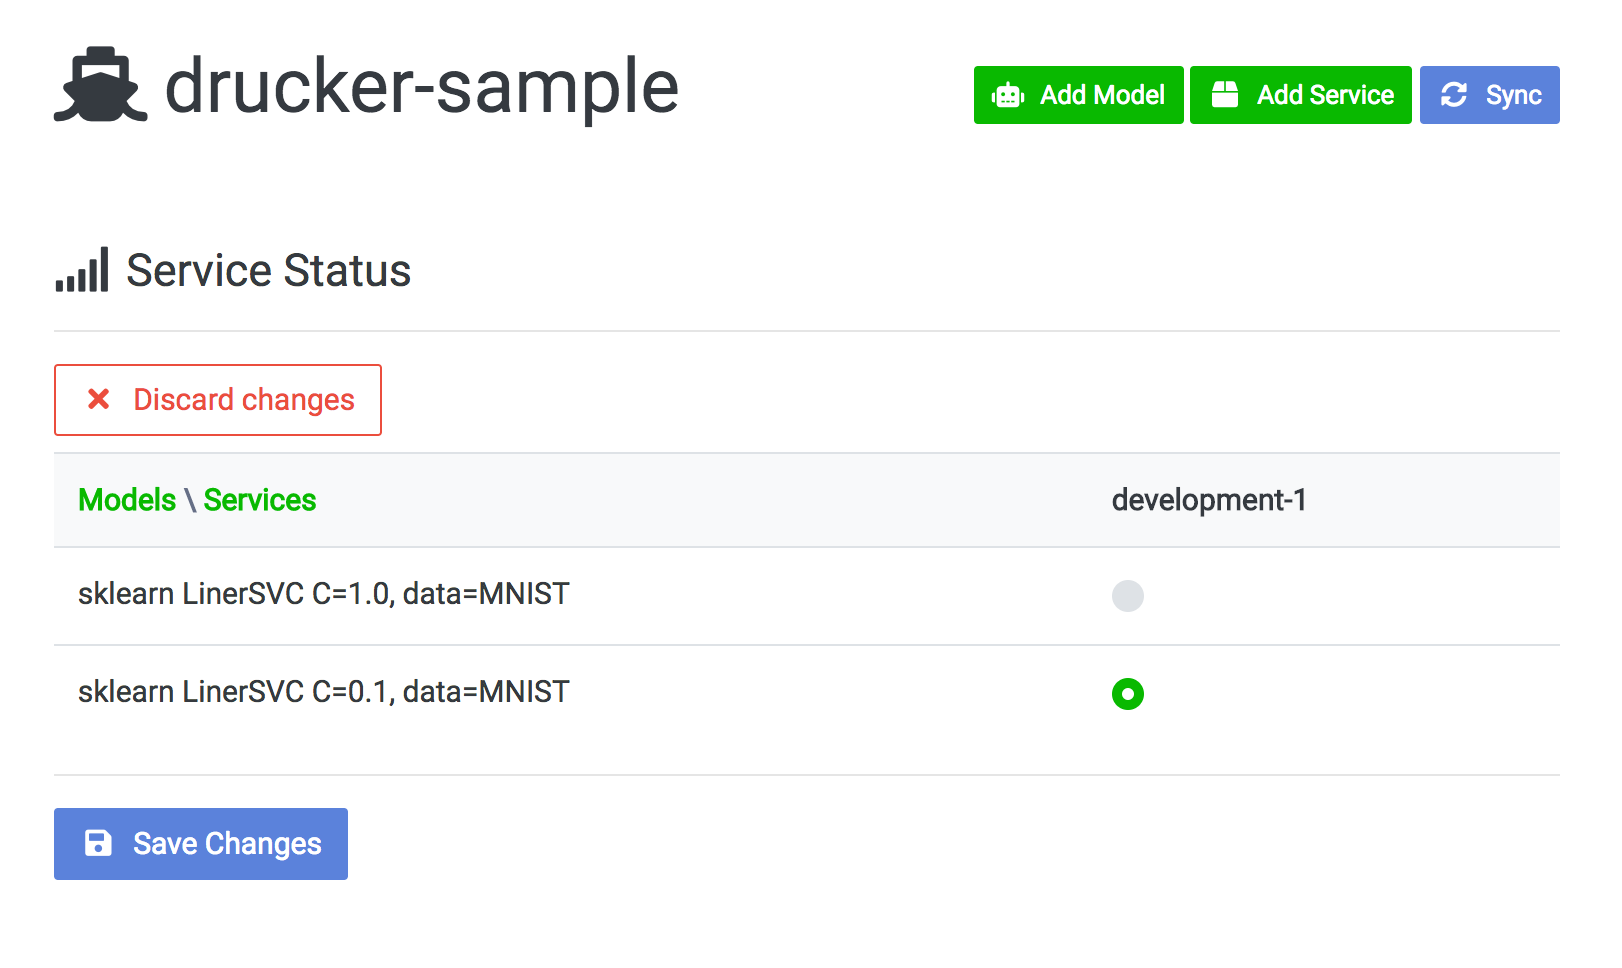 drucker-sample
Add Model
Add Service
Sync
Service Status
Discard changes
Models \ Services
development-1
sklearn LinerSVC C=1.0, data=MNIST
sklearn LinerSVC C=0.1, data=MNIST
Save Changes